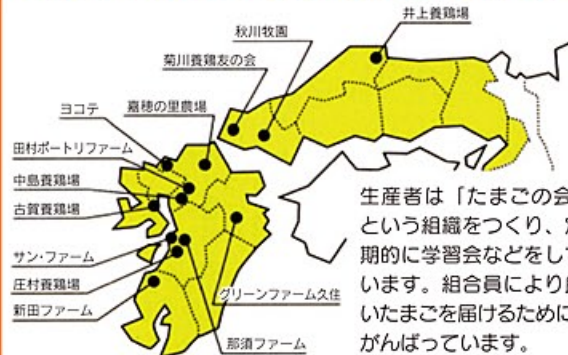 井上養鶏場
秋川牧園
菊川養鶏友の会
ヨコテ
嘉穂の里農場
田村ポートリファーム
中島養鶏場
古賀養鶏場
サン・ファーム
庄村養鶏場
新田ファーム
グリーンファーム久住
那須ファーム
生産者は「たまごの会
という組織をつくり、
期的に学習会などをして
います。組合員により
いたまごを届けるために
がんばっています。